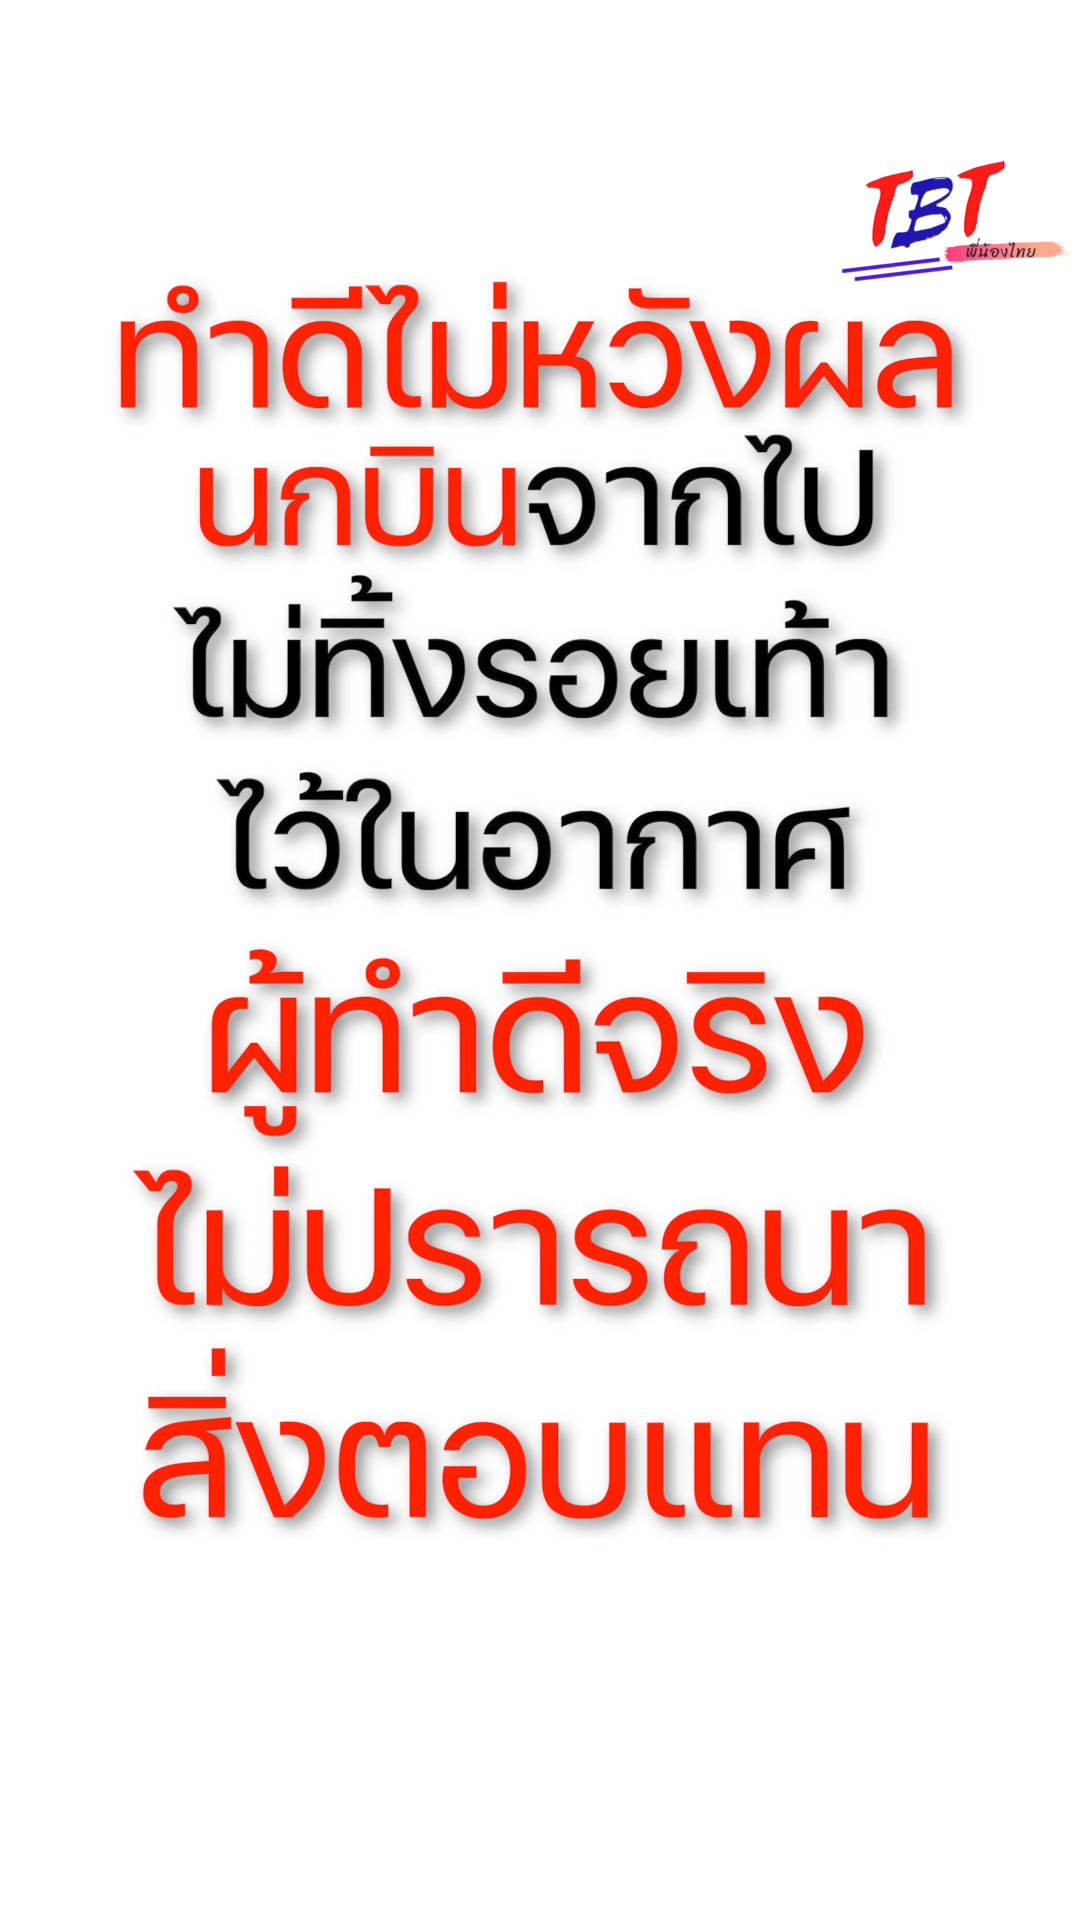 TBT
พี่น้องไทย
ทำดีไม่หวังผล
นกบินจากไป
ไม่ทิ้งรอยเท้า
ไว้ในอากาศ
ผู้ทำดีจริง
ไม่ปรารถนา
สิ่งตอบแทน